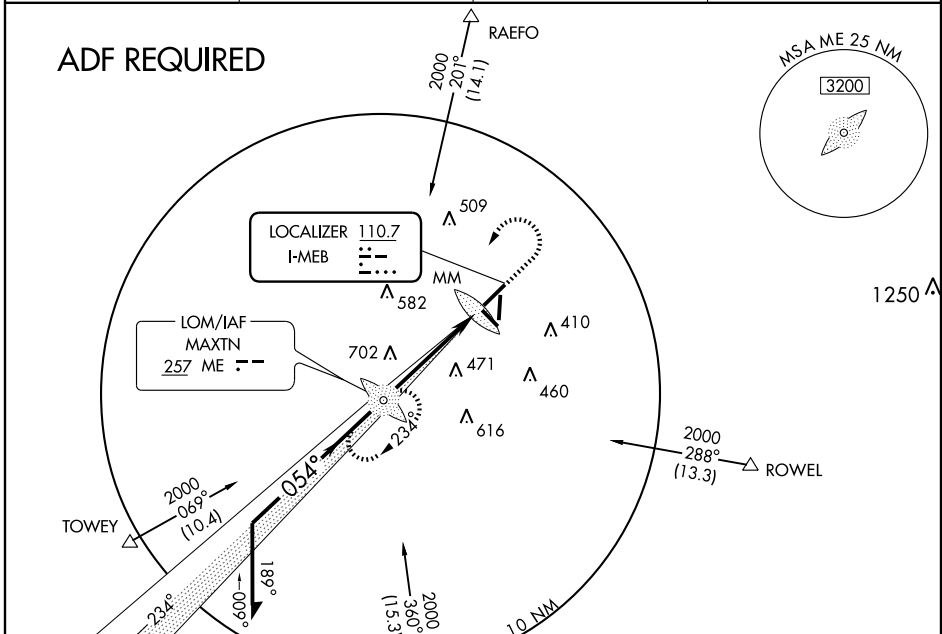 ADF REQUIRED
RAEFO
2000
201°
(14.1)
MSA ME 25 NM
3200
LOCALIZER 110.7
I-MEB
509
MM
582
1250
410
LOM/IAF
MAXTN
257 ME
702
471
460
616
234°
2000
288°
(13.3)
ROWEL
054°
2000
069°
(10.4)
TOWEY
189°
009°
234°
2000
360°
(15.3
10 NM